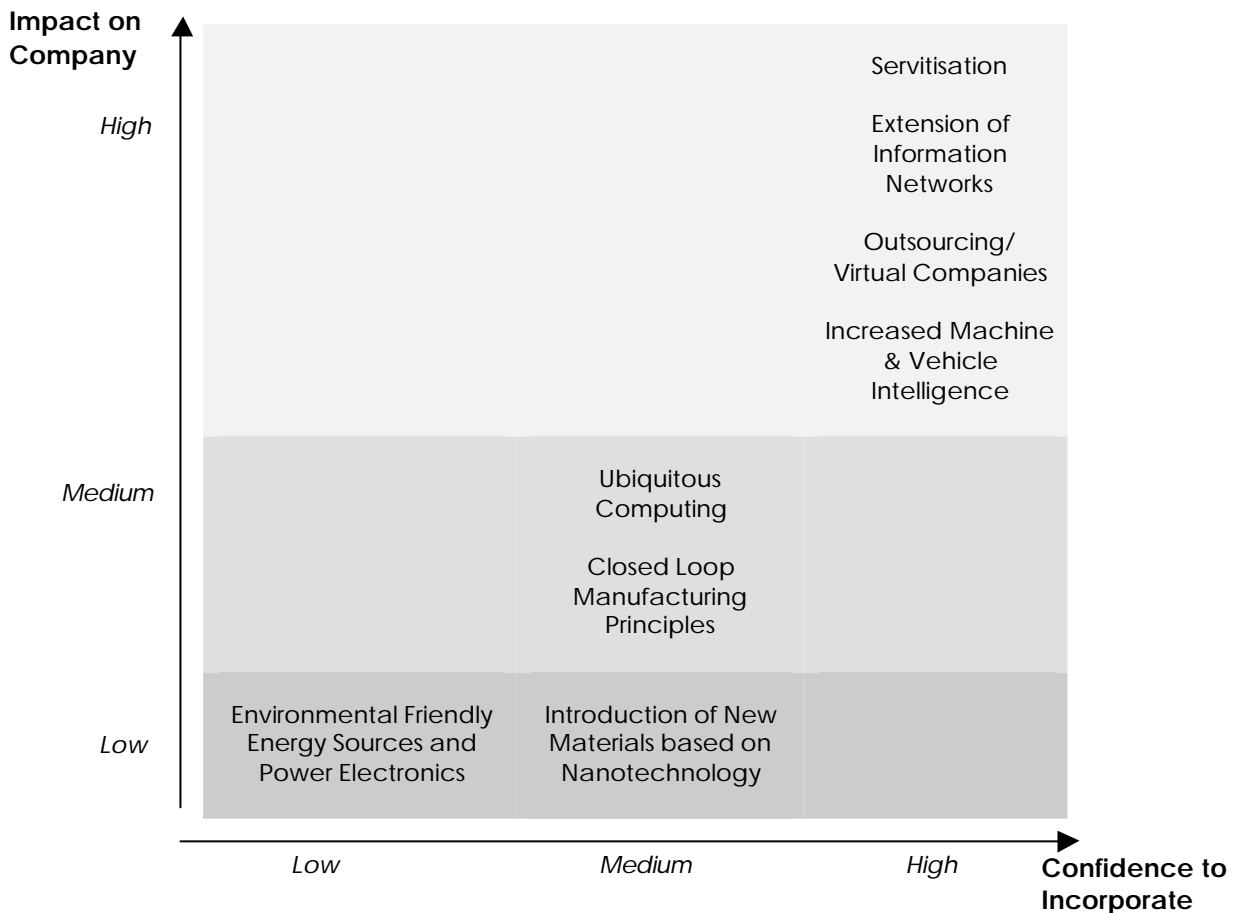 Impact on
Company
High
Servitisation
Extension of
Information
Networks
Outsourcing/
Virtual Companies
Increased Machine
& Vehicle
Intelligence
Medium
Ubiquitous
Computing
Closed Loop
Manufacturing
Principles
Low
Environmental Friendly
Energy Sources and
Power Electronics
Introduction of New
Materials based on
Nanotechnology
Low
Medium
High
Confidence to
Incorporate